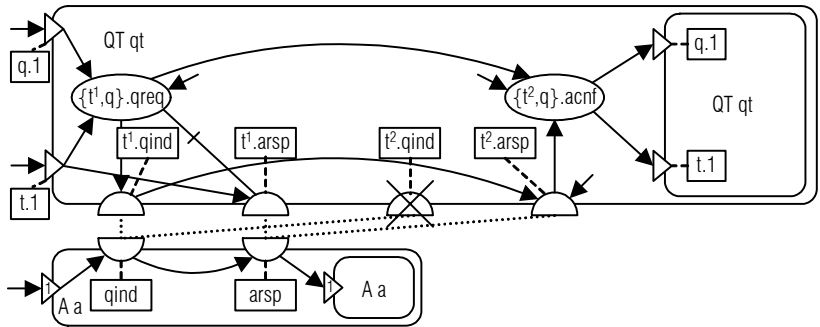 QT qt
q.1
{t¹,q}.qreq
{t²,q}.acnf
q.1
QT qt
t¹.qind
t¹.arsp
t².qind
t².arsp
t.1
t.1
1
A a
qind
arsp
1
A a